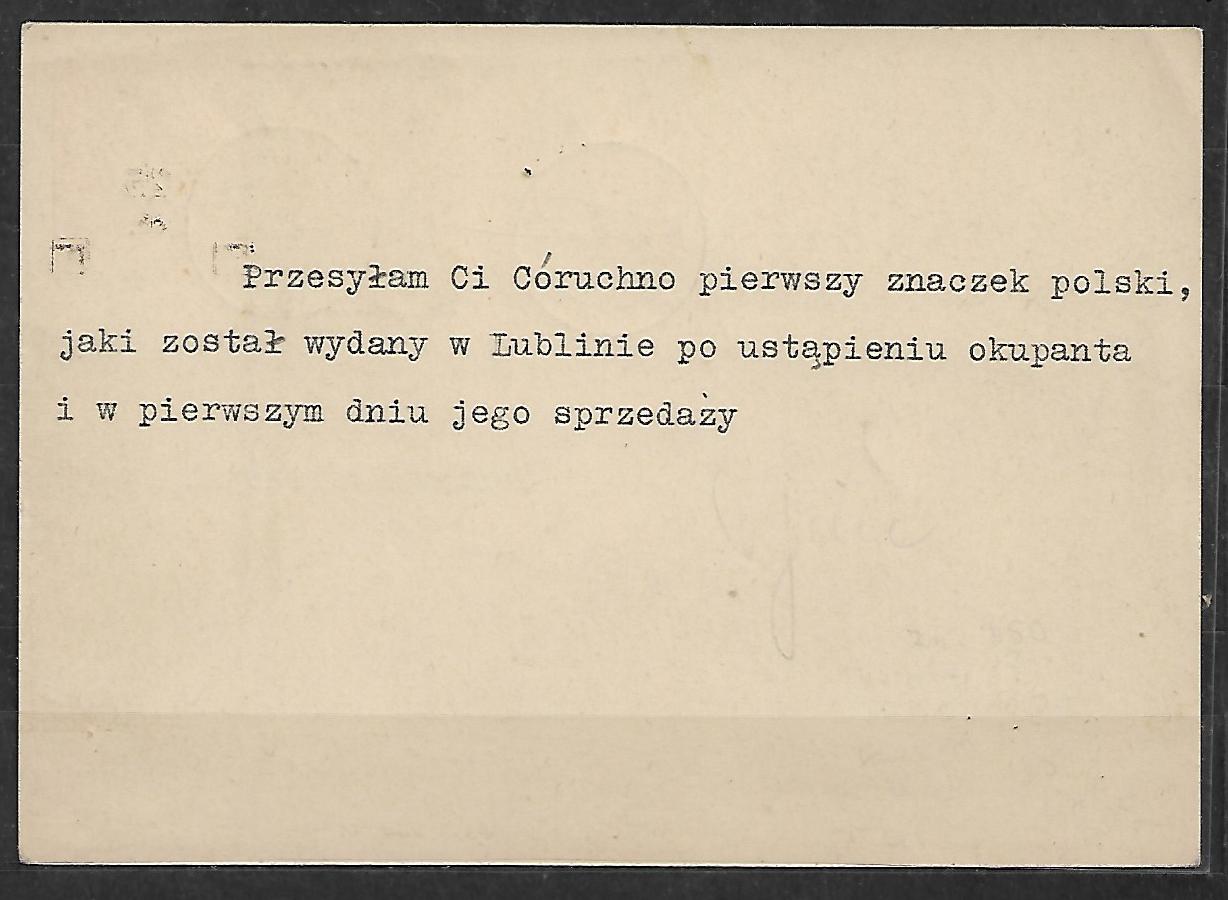 Przesyłam Ci Córuchno pierwszy znaczek polski,
jaki został wydany w Lublinie po ustąpieniu okupanta
i w pierwszym dniu jego sprzedaży